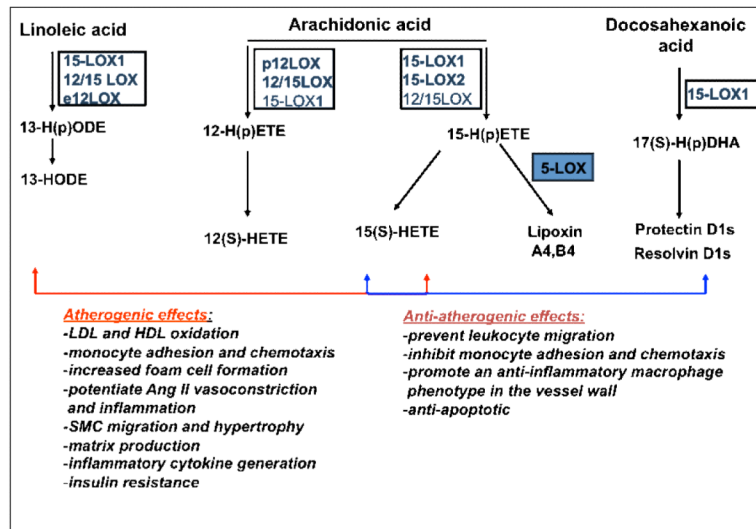 Linoleic acid
Arachidonic acid
Docosahexanoic
acid
15-LOX1
12/15 LOX
e12LOX
p12LOX
12/15LOX
15-LOX1
15-LOX1
15-LOX2
12/15LOX
15-LOX1
13-H(p)ODE
12-H(p)ETE
15-H(p)ETE
17(S)-H(p)DHA
5-LOX
13-HODE
12(S)-HETE
15(S)-HETE
Lipoxin
A4,B4
Protectin D1s
Resolvin D1s
Atherogenic effects:
-LDL and HDL oxidation
-monocyte adhesion and chemotaxis
-increased foam cell formation
-potentiate Ang II vasoconstriction
and inflammation
-SMC migration and hypertrophy
-matrix production
-inflammatory cytokine generation
-insulin resistance
Anti-atherogenic effects:
-prevent leukocyte migration
-inhibit monocyte adhesion and chemotaxis
-promote an anti-inflammatory macrophage
phenotype in the vessel wall
-anti-apoptotic